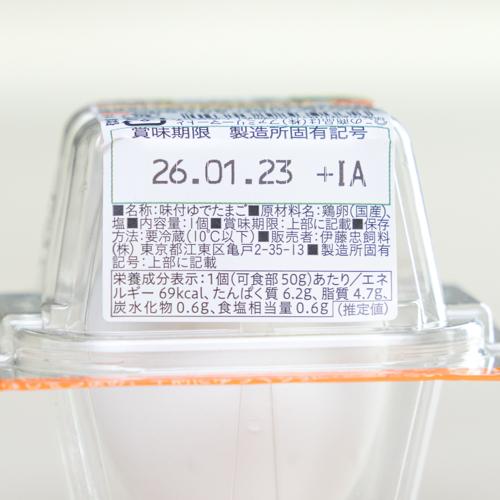 賞味期限 製造所固有記号
26.01.23 +IA
■名称:味付ゆでたまご■原材料名:鶏卵(国産)、
塩■内容量:1個■賞味期限:上部に記載■保存
方法:要冷蔵(10℃以下)■販売者:伊藤忠飼料
(株) 東京都江東区亀戸2-35-13■製造所固有
記号:上部に記載
栄養成分表示:1個(可食部50g)あたり/エネ
ルギー 69kcal、たんぱく質 6.2g、脂質 4.7g、
炭水化物 0.6g、食塩相当量 0.6g (推定値)